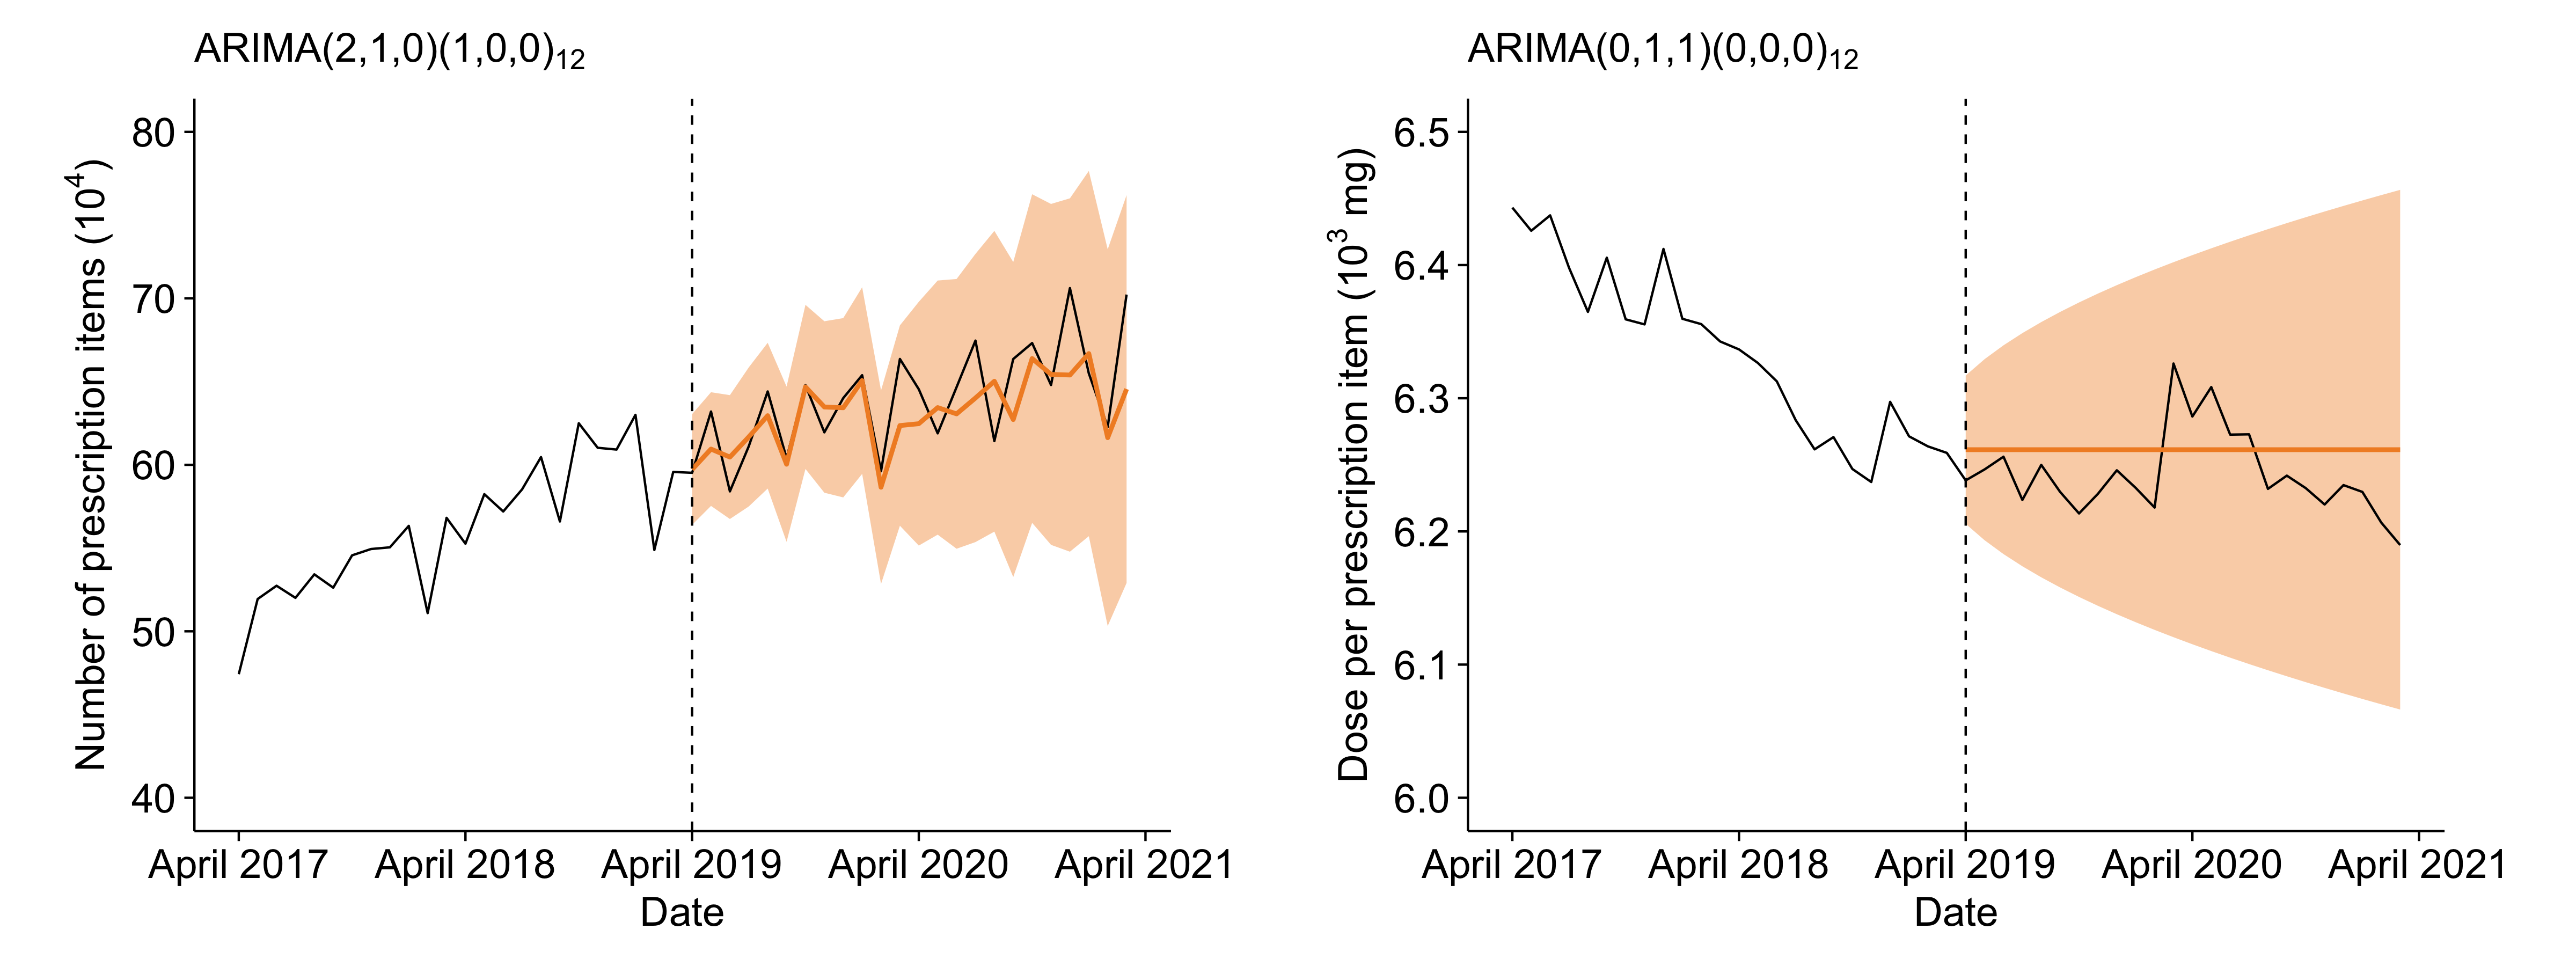 ARIMA(2,1,0)(1,0,0)₁₂
Number of prescription items (10⁴)
80
70
60
50
40
April 2017 April 2018 April 2019 April 2020 April 2021
Date
ARIMA(0,1,1)(0,0,0)₁₂
Dose per prescription item (10³ mg)
6.5
6.4
6.3
6.2
6.1
6.0
April 2017 April 2018 April 2019 April 2020 April 2021
Date